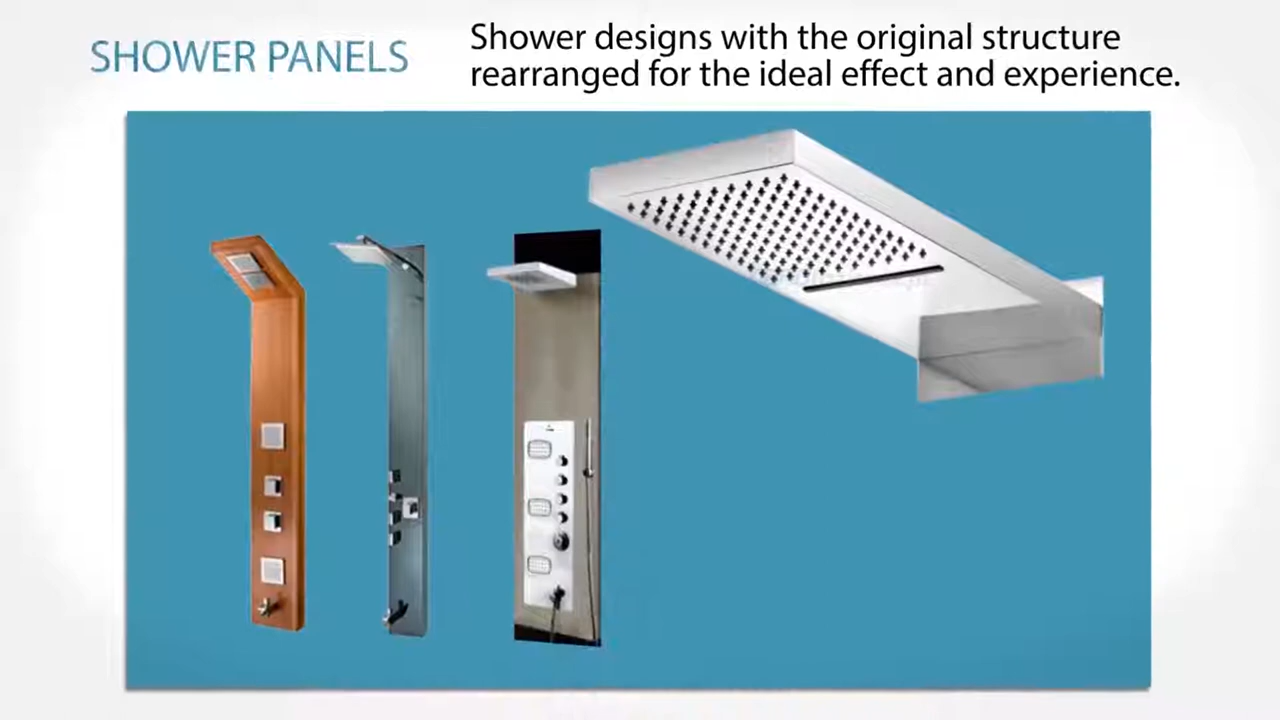 SHOWER PANELS
Shower designs with the original structure
rearranged for the ideal effect and experience.